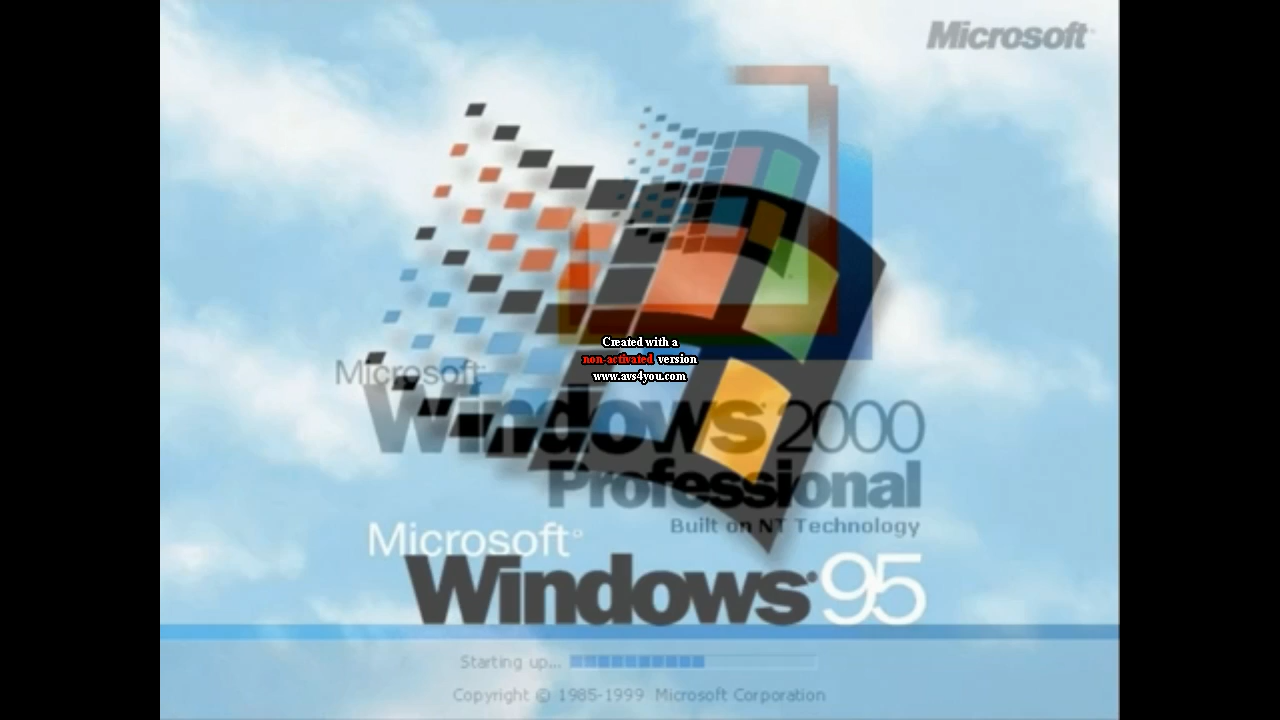 Microsoft
Created with a
non-activated version
www.avs4you.com
Microsoft
Windows 2000
Professional
Built on NT Technology
Microsoft
Windows 95
Starting up...
Copyright © 1985-1999 Microsoft Corporation